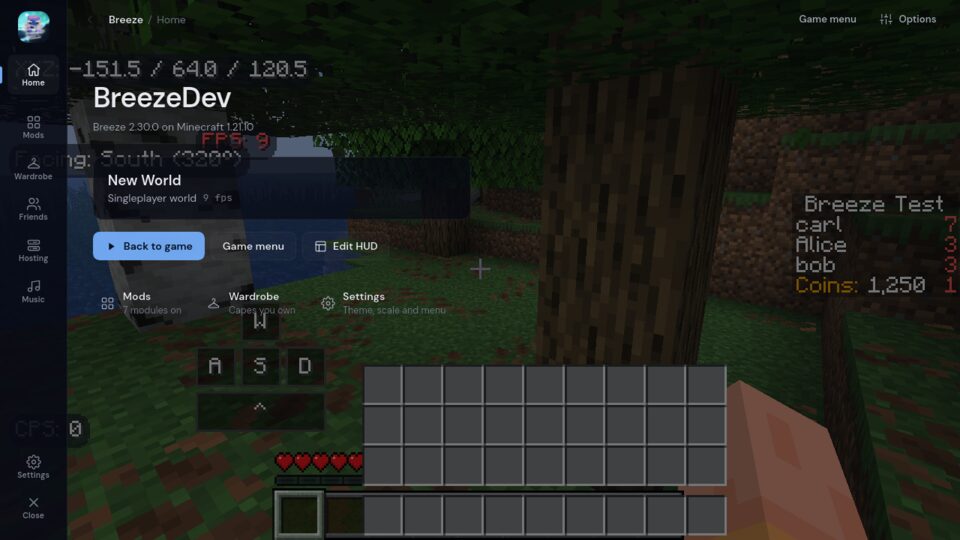 Breeze / Home
Game menu
Options
Home
Mods
Wardrobe
Friends
Hosting
Music
Settings
Close
-151.5 / 64.0 / 120.5
BreezeDev
Breeze 2.30.0 on Minecraft 1.21.10
FPS: 9
Facing: South (320°)
New World
Singleplayer world 9 fps
Back to game
Game menu
Edit HUD
Mods
7 modules on
Wardrobe
Capes you own
Settings
Theme, scale and menu
W
A S D
^
CPS: 0
Breeze Test
carl 7
Alice 3
bob 3
Coins: 1,250 1